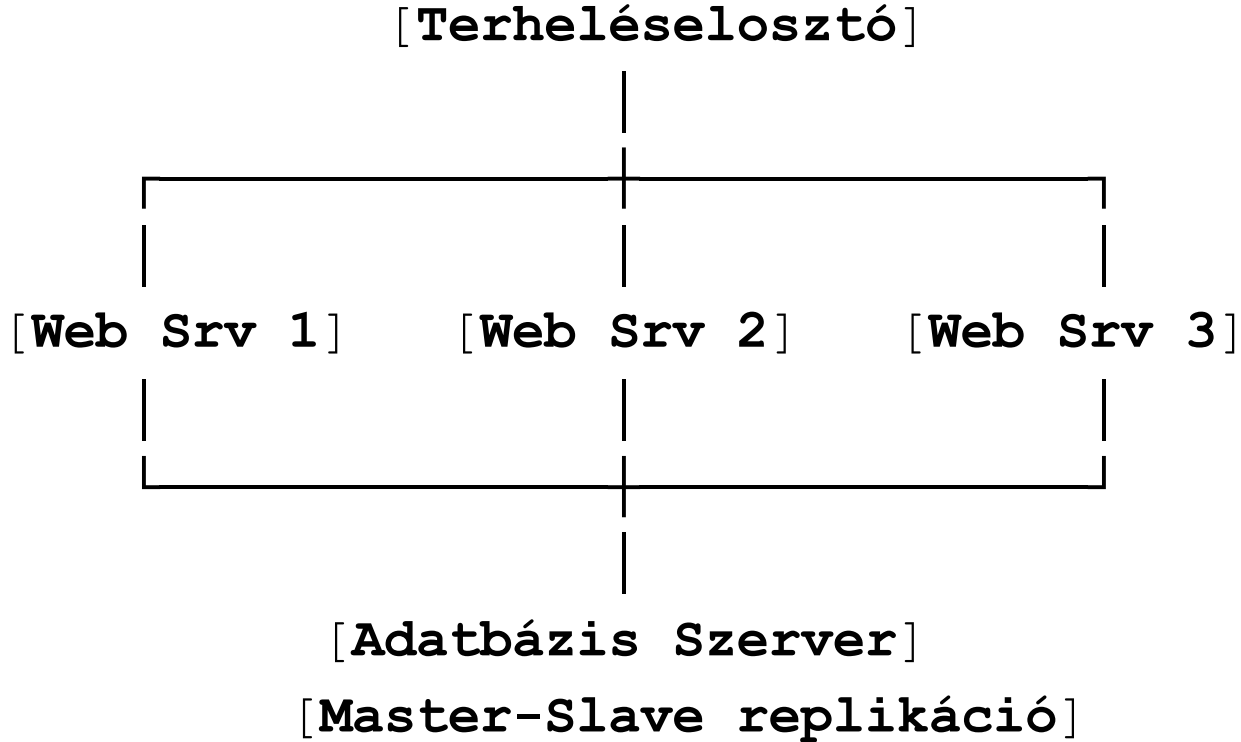 [Terheléselosztó]
[Web Srv 1] [Web Srv 2] [Web Srv 3]
[Adatbázis Szerver]
[Master-Slave replikáció]